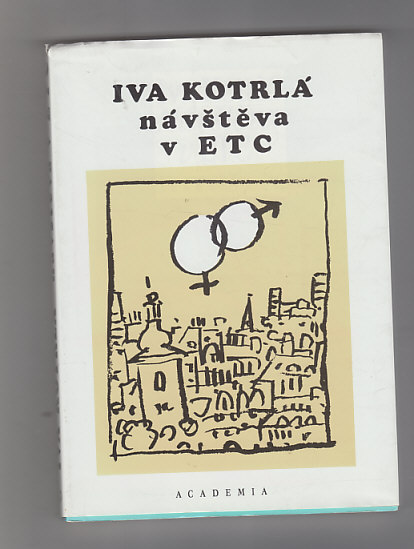 IVA KOTRLÁ
návštěva
v ETC
ACADEMIA